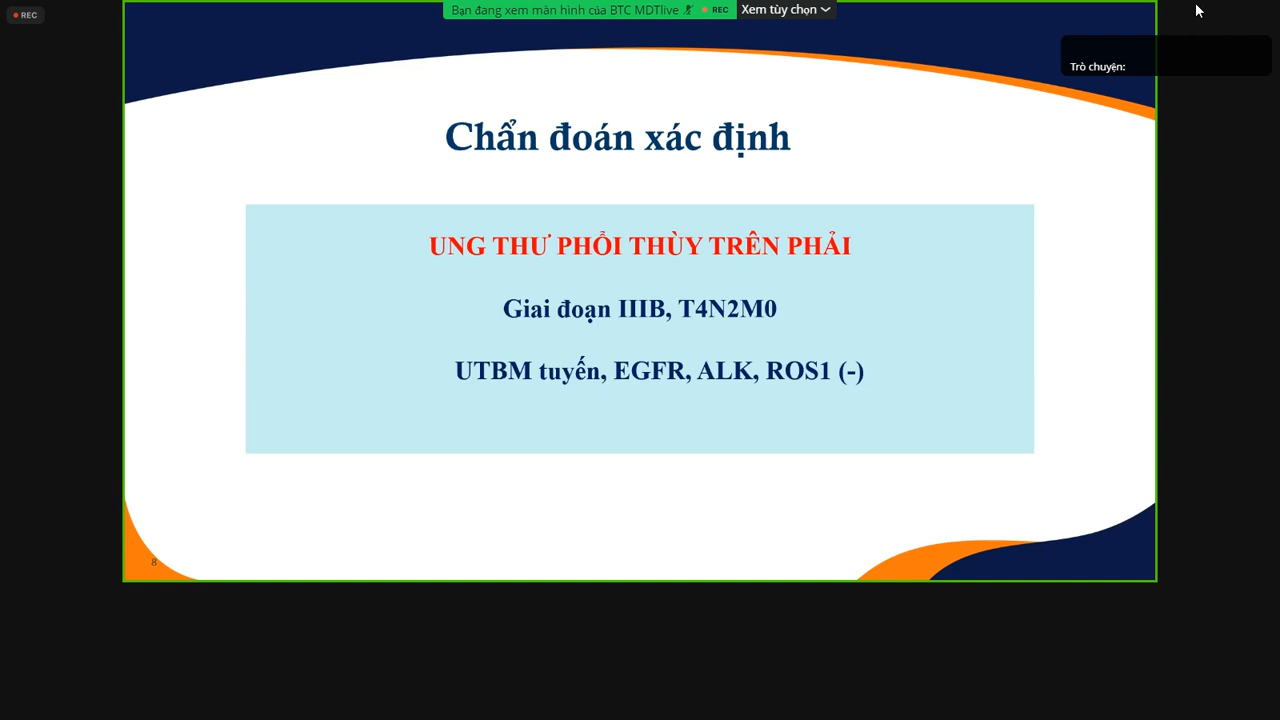 REC
Bạn đang xem màn hình của BTC MDTlive REC Xem tùy chọn
Trò chuyện:
Chẩn đoán xác định
UNG THƯ PHỔI THÙY TRÊN PHẢI
Giai đoạn IIIB, T4N2M0
UTBM tuyến, EGFR, ALK, ROS1 (-)
8